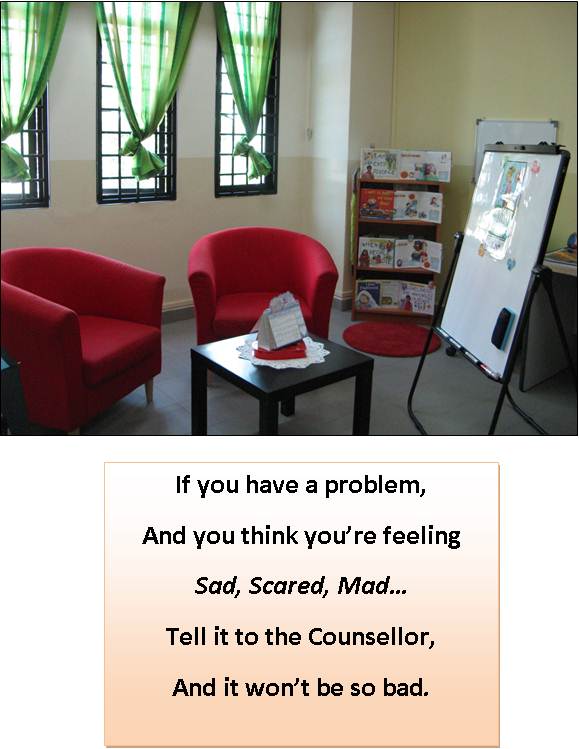 If you have a problem,
And you think you’re feeling
Sad, Scared, Mad…
Tell it to the Counsellor,
And it won’t be so bad.